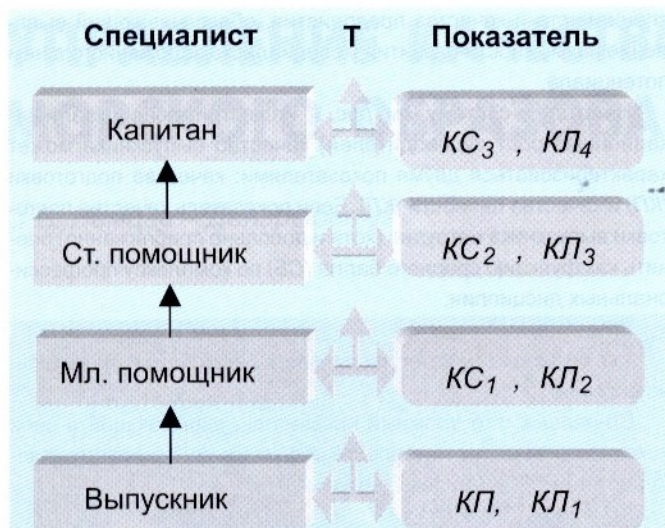 Специалист Т Показатель
Капитан КС3 , КЛ4
Ст. помощник КС2 , КЛ3
Мл. помощник КС1 , КЛ2
Выпускник КП, КЛ1